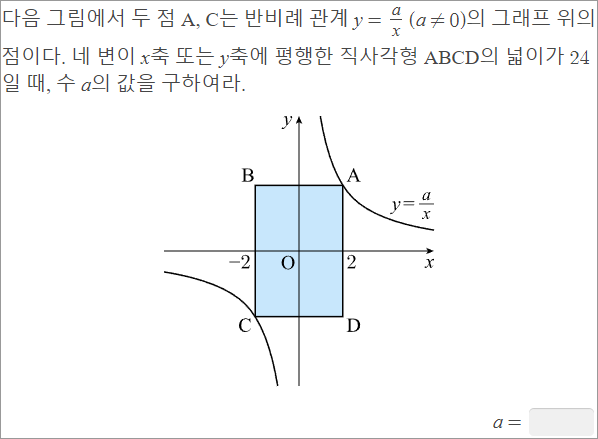 다음 그림에서 두 점 A, C는 반비례 관계 y = a/x (a ≠ 0)의 그래프 위의
점이다. 네 변이 x축 또는 y축에 평행한 직사각형 ABCD의 넓이가 24
일 때, 수 a의 값을 구하여라.
y
B A
y = a/x
−2 O 2 x
C D
a =